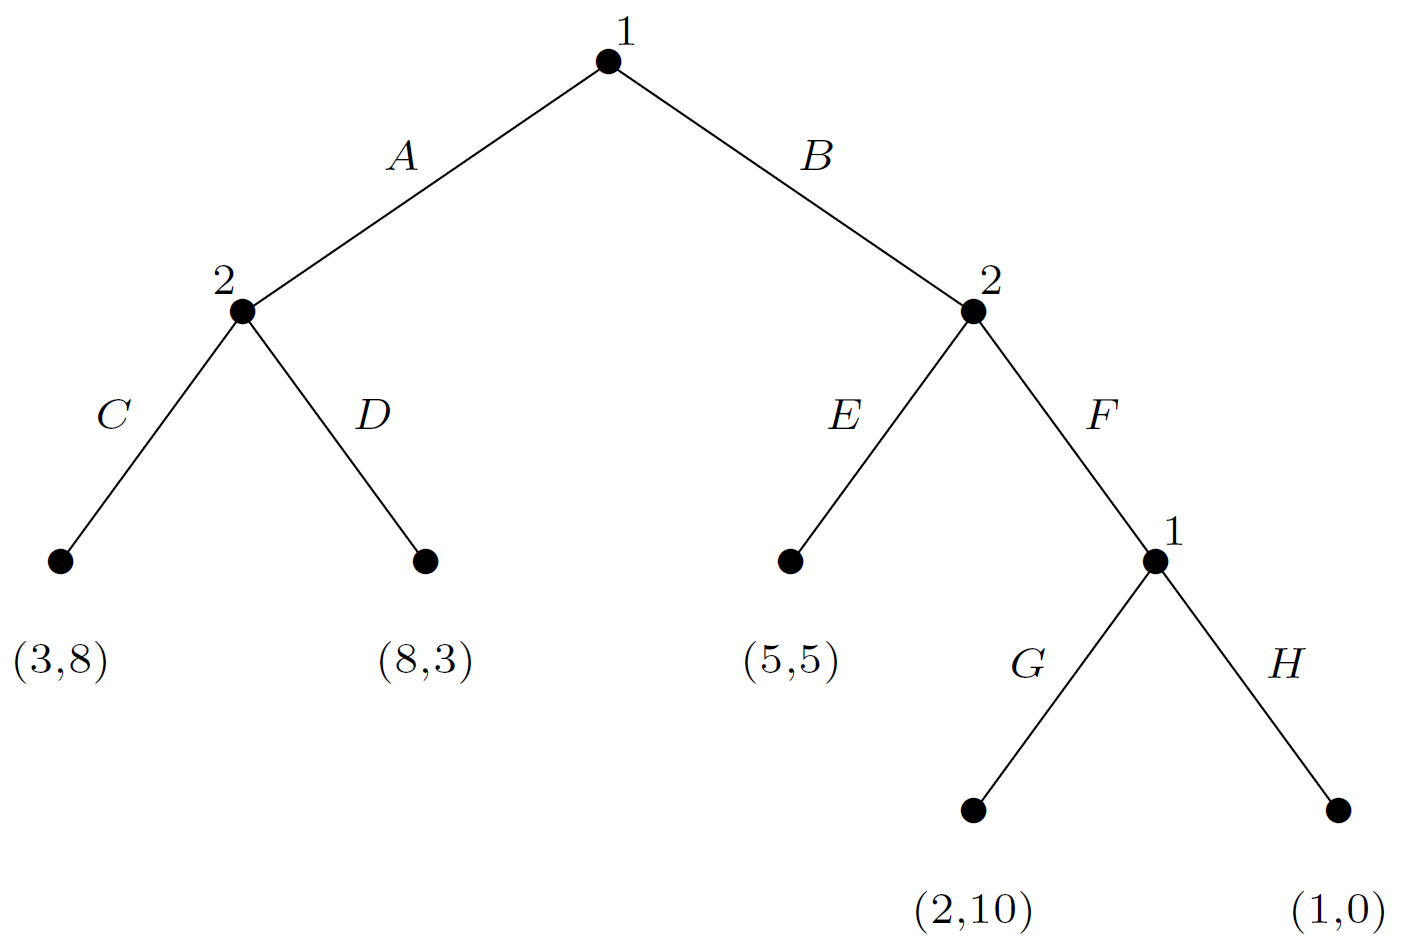 1
A B
2 2
C D E F
1
(3,8) (8,3) (5,5) G H
(2,10) (1,0)